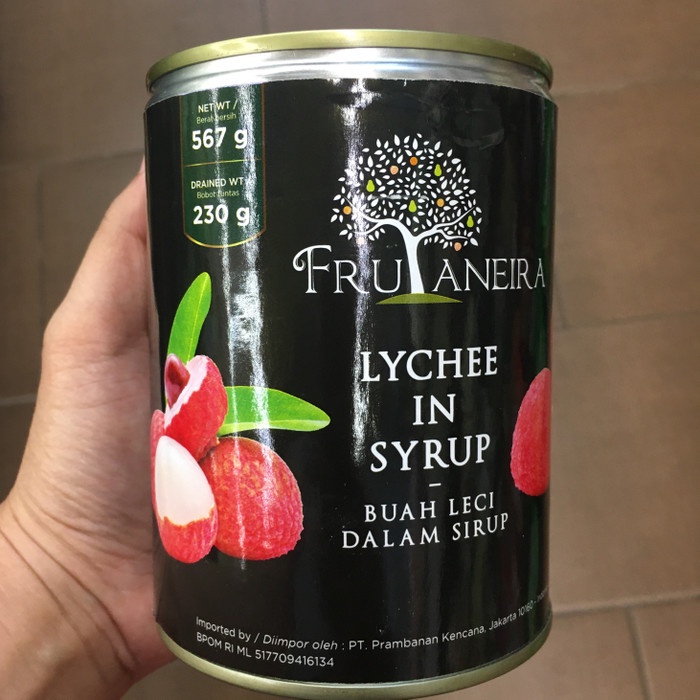 NET WT /
Berat bersih
567 g
DRAINED WT
Bobot tuntas
230 g
FRUTANEIRA
LYCHEE
IN
SYRUP
–
BUAH LECI
DALAM SIRUP
Imported by / Diimpor oleh : PT. Prambanan Kencana, Jakarta 10160 -
BPOM RI ML 517709416134